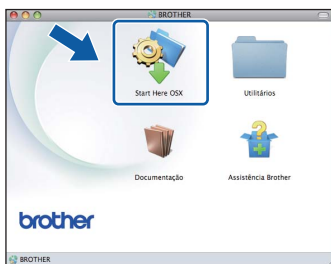 BROTHER
Start Here OSX
Utilitários
Documentação
Assistência Brother
brother
BROTHER